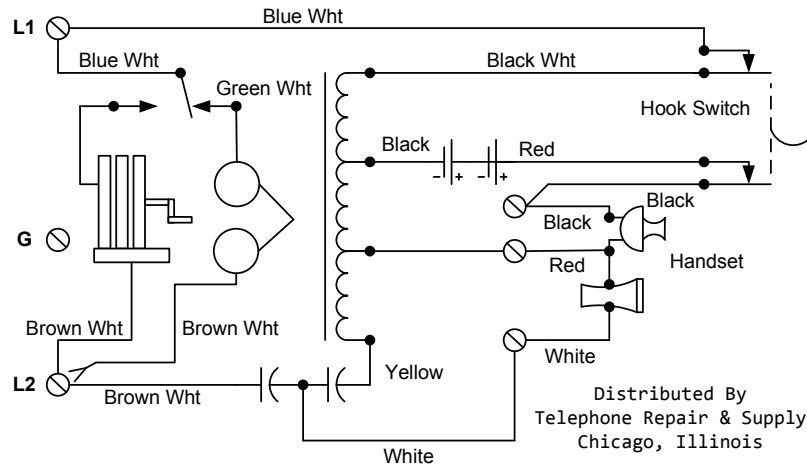 L1
Blue Wht
Blue Wht
Black Wht
Green Wht
Hook Switch
Black
Red
- + - +
Black
Black
G
Red
Handset
Brown Wht
Brown Wht
White
L2
Brown Wht
Yellow
White
Distributed By
Telephone Repair & Supply
Chicago, Illinois